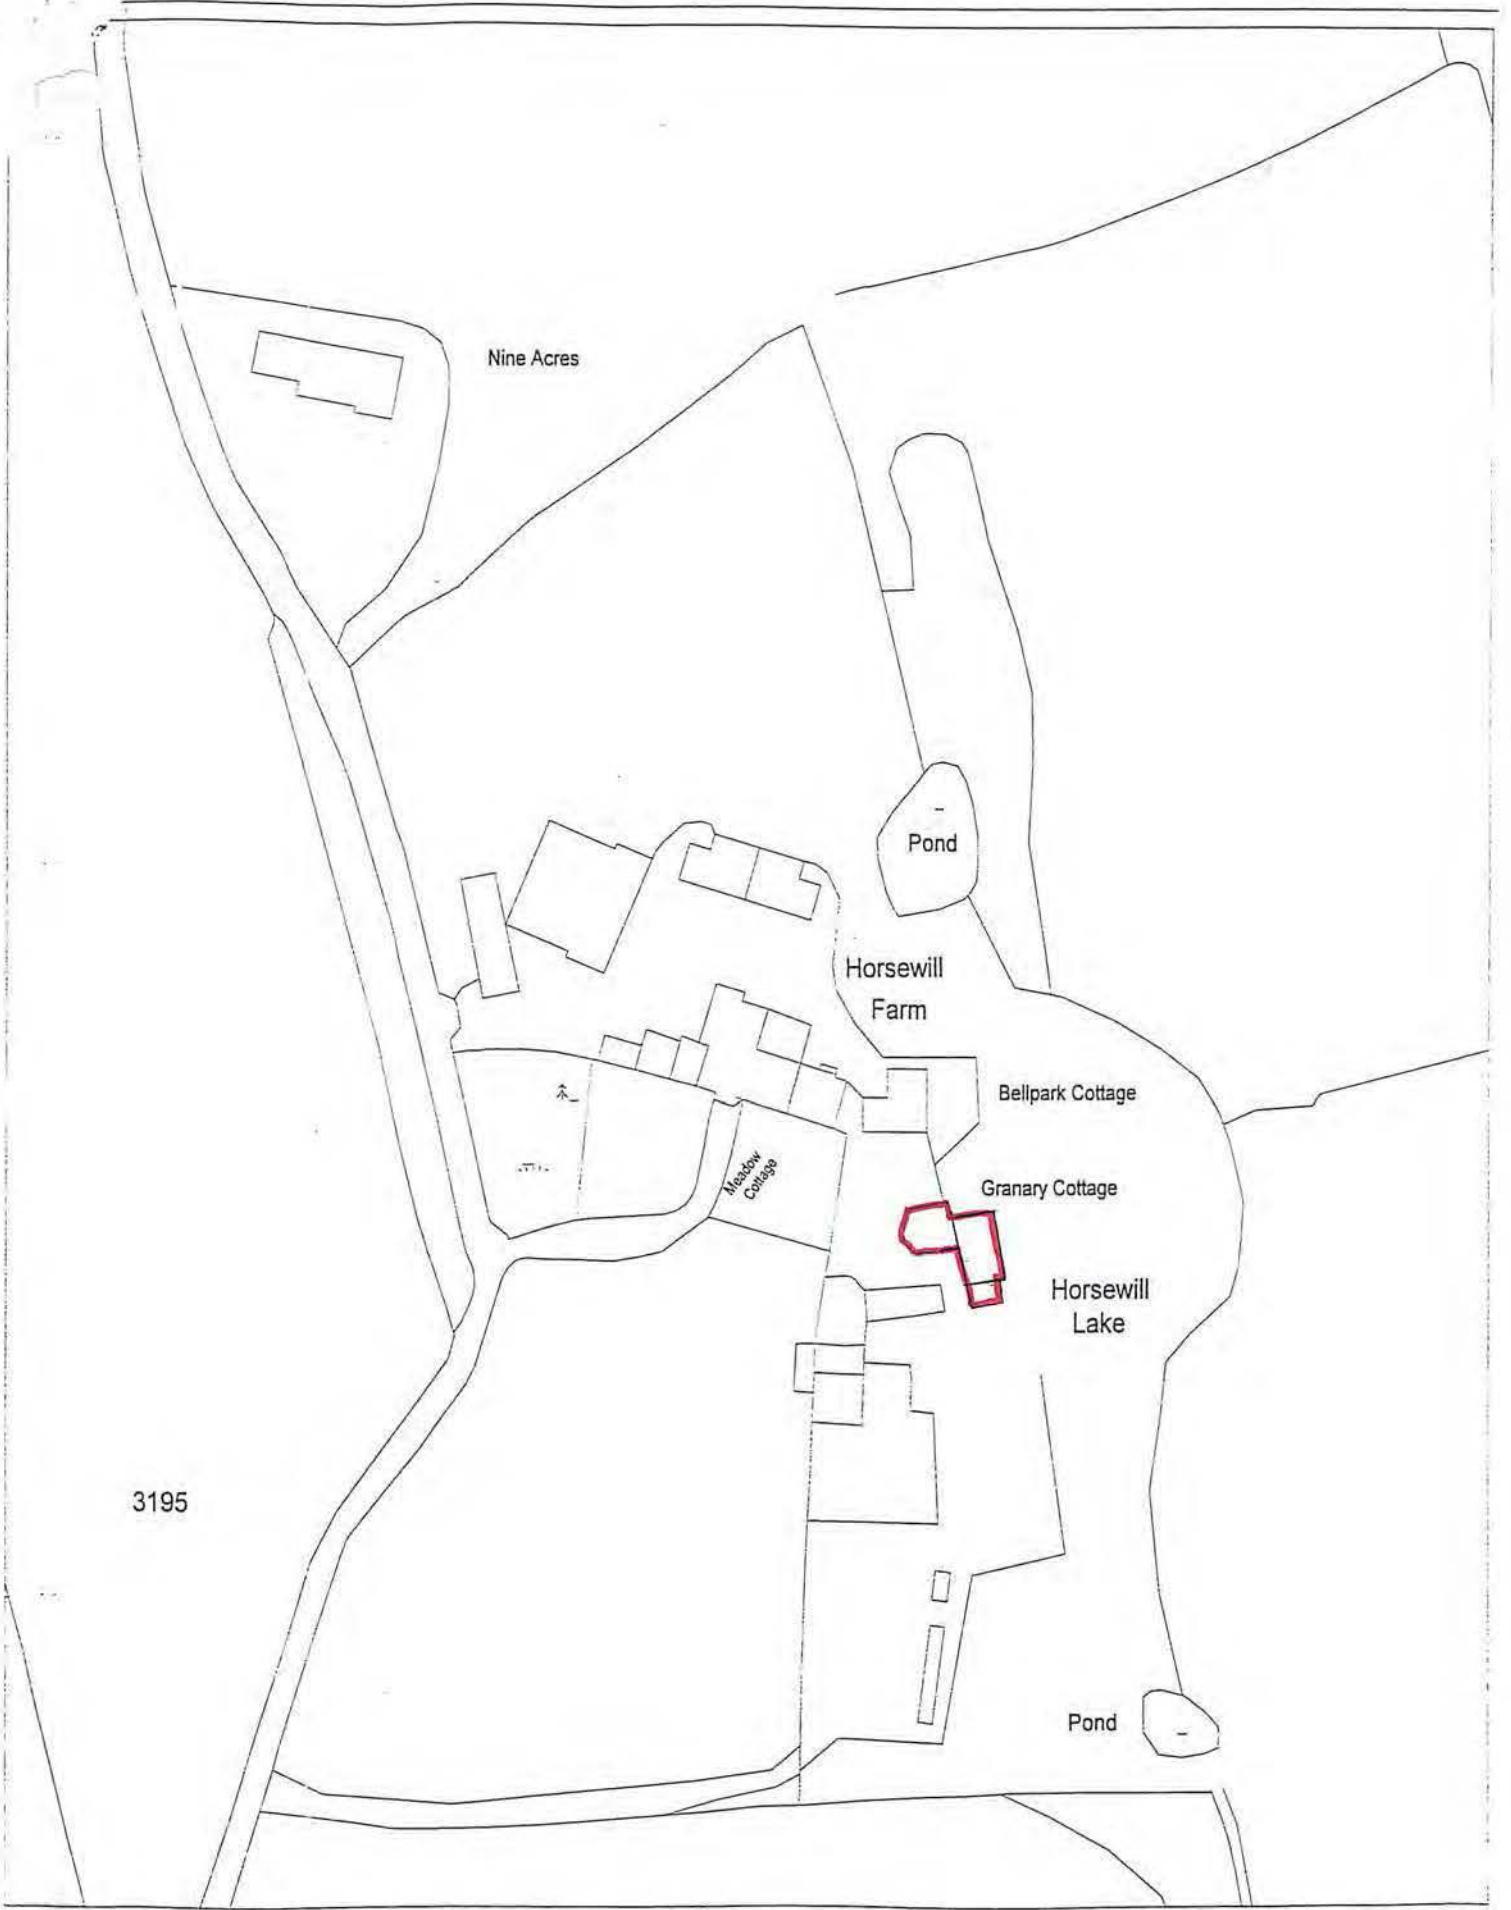 Nine Acres
Pond
Horsewill
Farm
Bellpark Cottage
Meadow
Cottage
Granary Cottage
Horsewill
Lake
3195
Pond